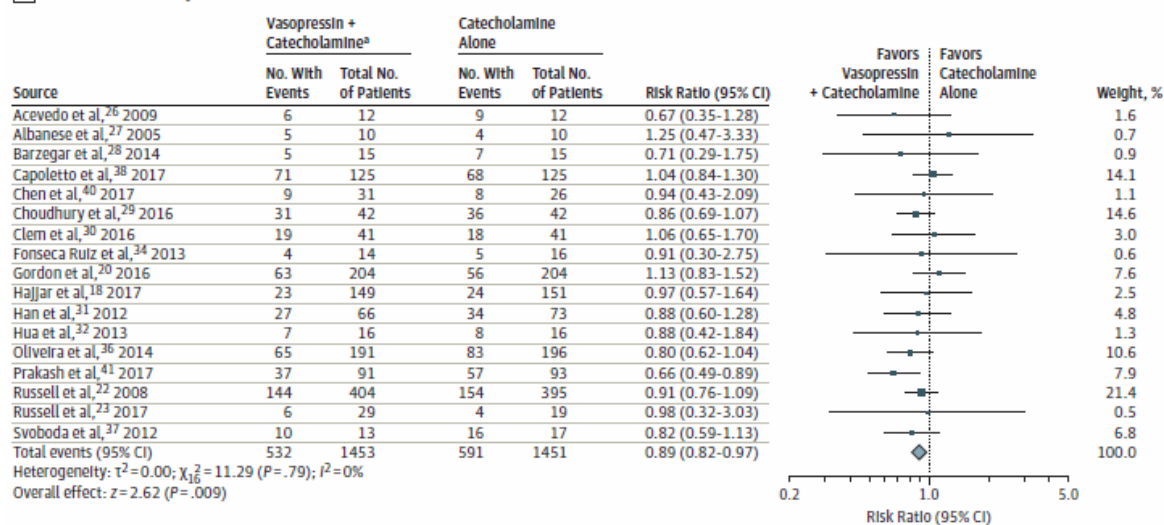 Vasopressin + Catecholamine
Catecholaminea Alone
Favors Favors
No. With Total No. No. With Total No. Vasopressin Catecholamine
Source Events of Patients Events of Patients Risk Ratio (95% CI) + Catecholamine Alone Weight, %
Acevedo et al,26 2009 6 12 9 12 0.67 (0.35-1.28) 1.6
Albanese et al,27 2005 5 10 4 10 1.25 (0.47-3.33) 0.7
Barzegar et al,28 2014 5 15 7 15 0.71 (0.29-1.75) 0.9
Capoletto et al,38 2017 71 125 68 125 1.04 (0.84-1.30) 14.1
Chen et al,40 2017 9 31 8 26 0.94 (0.43-2.09) 1.1
Choudhury et al,29 2016 31 42 36 42 0.86 (0.69-1.07) 14.6
Clem et al,30 2016 19 41 18 41 1.06 (0.65-1.70) 3.0
Fonseca Ruiz et al,34 2013 4 14 5 16 0.91 (0.30-2.75) 0.6
Gordon et al,20 2016 63 204 56 204 1.13 (0.83-1.52) 7.6
Hajjar et al,18 2017 23 149 24 151 0.97 (0.57-1.64) 2.5
Han et al,31 2012 27 66 34 73 0.88 (0.60-1.28) 4.8
Hua et al,32 2013 7 16 8 16 0.88 (0.42-1.84) 1.3
Oliveira et al,36 2014 65 191 83 196 0.80 (0.62-1.04) 10.6
Prakash et al,41 2017 37 91 57 93 0.66 (0.49-0.89) 7.9
Russell et al,22 2008 144 404 154 395 0.91 (0.76-1.09) 21.4
Russell et al,23 2017 6 29 4 19 0.98 (0.32-3.03) 0.5
Svoboda et al,37 2012 10 13 16 17 0.82 (0.59-1.13) 6.8
Total events (95% CI) 532 1453 591 1451 0.89 (0.82-0.97) 100.0
Heterogeneity: τ2=0.00; χ216=11.29 (P=.79); I2=0%
Overall effect: z=2.62 (P=.009)
0.2 1.0 5.0
Risk Ratio (95% CI)